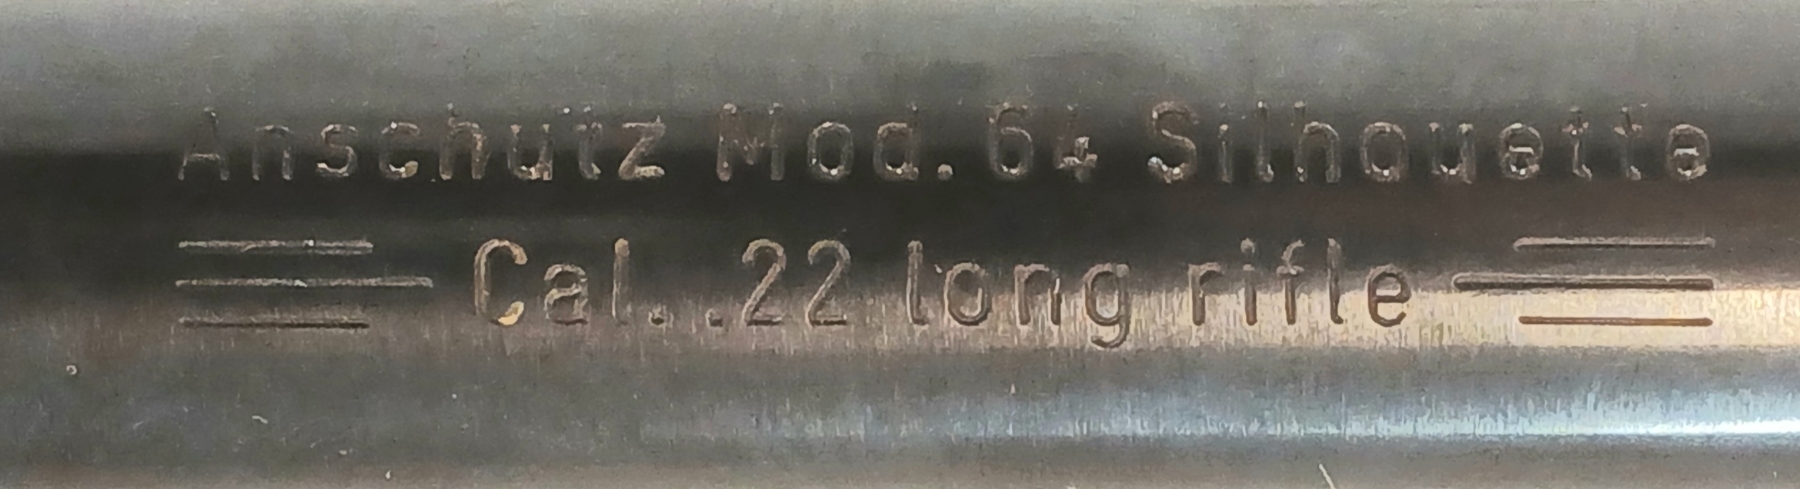 Anschutz Mod. 64 Silhouette
Cal. .22 long rifle